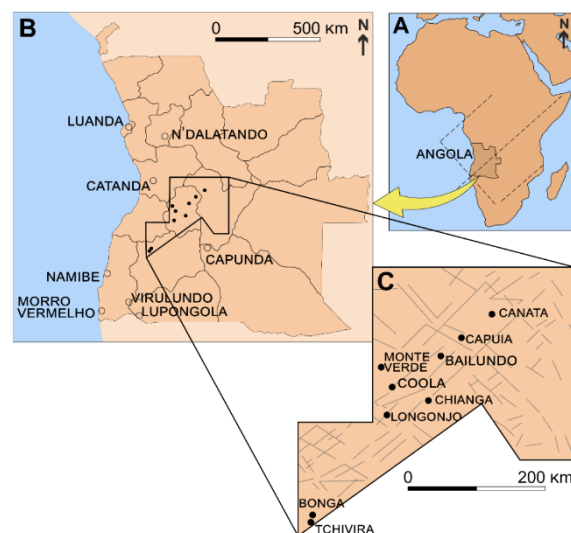 B
0 500 KM
N
LUANDA
N'DALATANDO
CATANDA
CAPUNDA
NAMIBE
MORRO
VERMELHO
VIRULUNDO
LUPONGOLA
A
N
ANGOLA
C
CANATA
CAPUIA
BAILUNDO
MONTE
VERDE
COOLA
CHIANGA
LONGONJO
0 200 KM
BONGA
TCHIVIRA